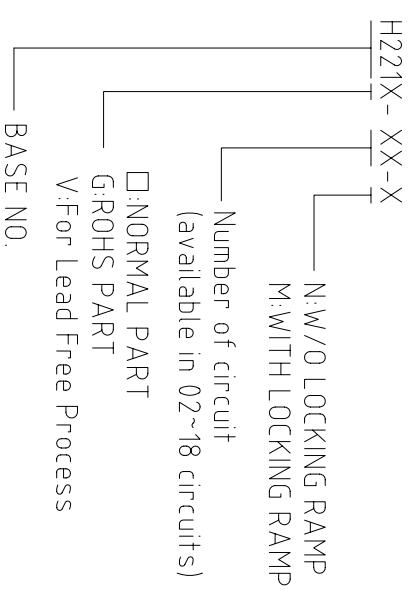 H221X- XX-X
N:W/O LOCKING RAMP
M:WITH LOCKING RAMP
Number of circuit
(available in 02~18 circuits)
□:NORMAL PART
G:ROHS PART
V:For Lead Free Process
BASE NO.